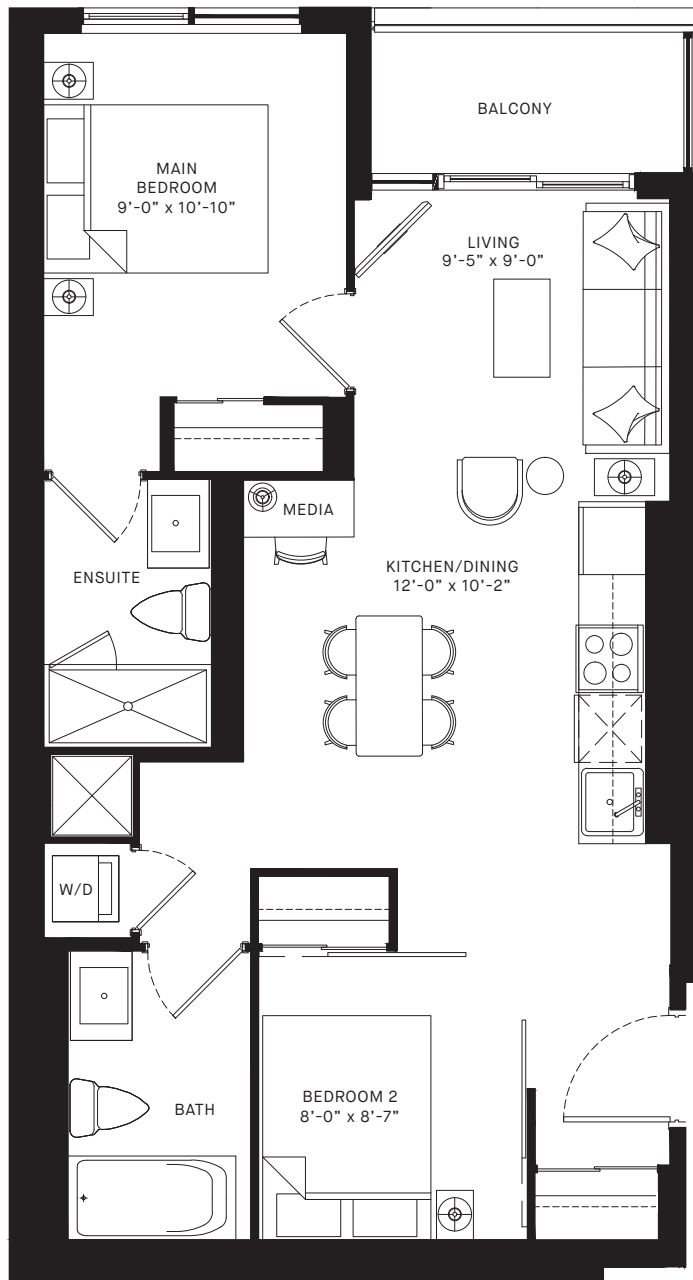 BALCONY
MAIN
BEDROOM
9’-0” x 10’-10”
LIVING
9’-5” x 9’-0”
MEDIA
KITCHEN/DINING
12’-0” x 10’-2”
ENSUITE
W/D
BEDROOM 2
8’-0” x 8’-7”
BATH